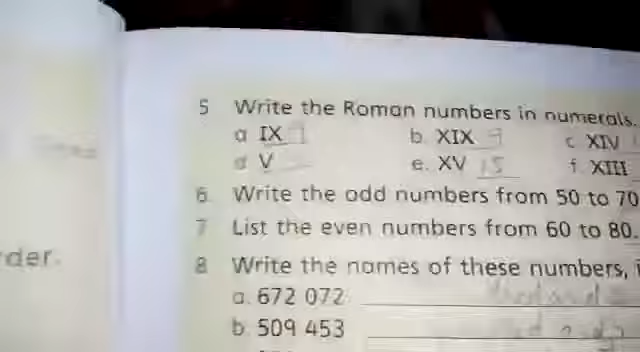 5 Write the Roman numbers in numerals.
a IX b. XIX c XIV
d V e. XV 15 f. XIII
6. Write the odd numbers from 50 to 70
7 List the even numbers from 60 to 80.
der.
8 Write the names of these numbers, i
a. 672 072
b. 509 453